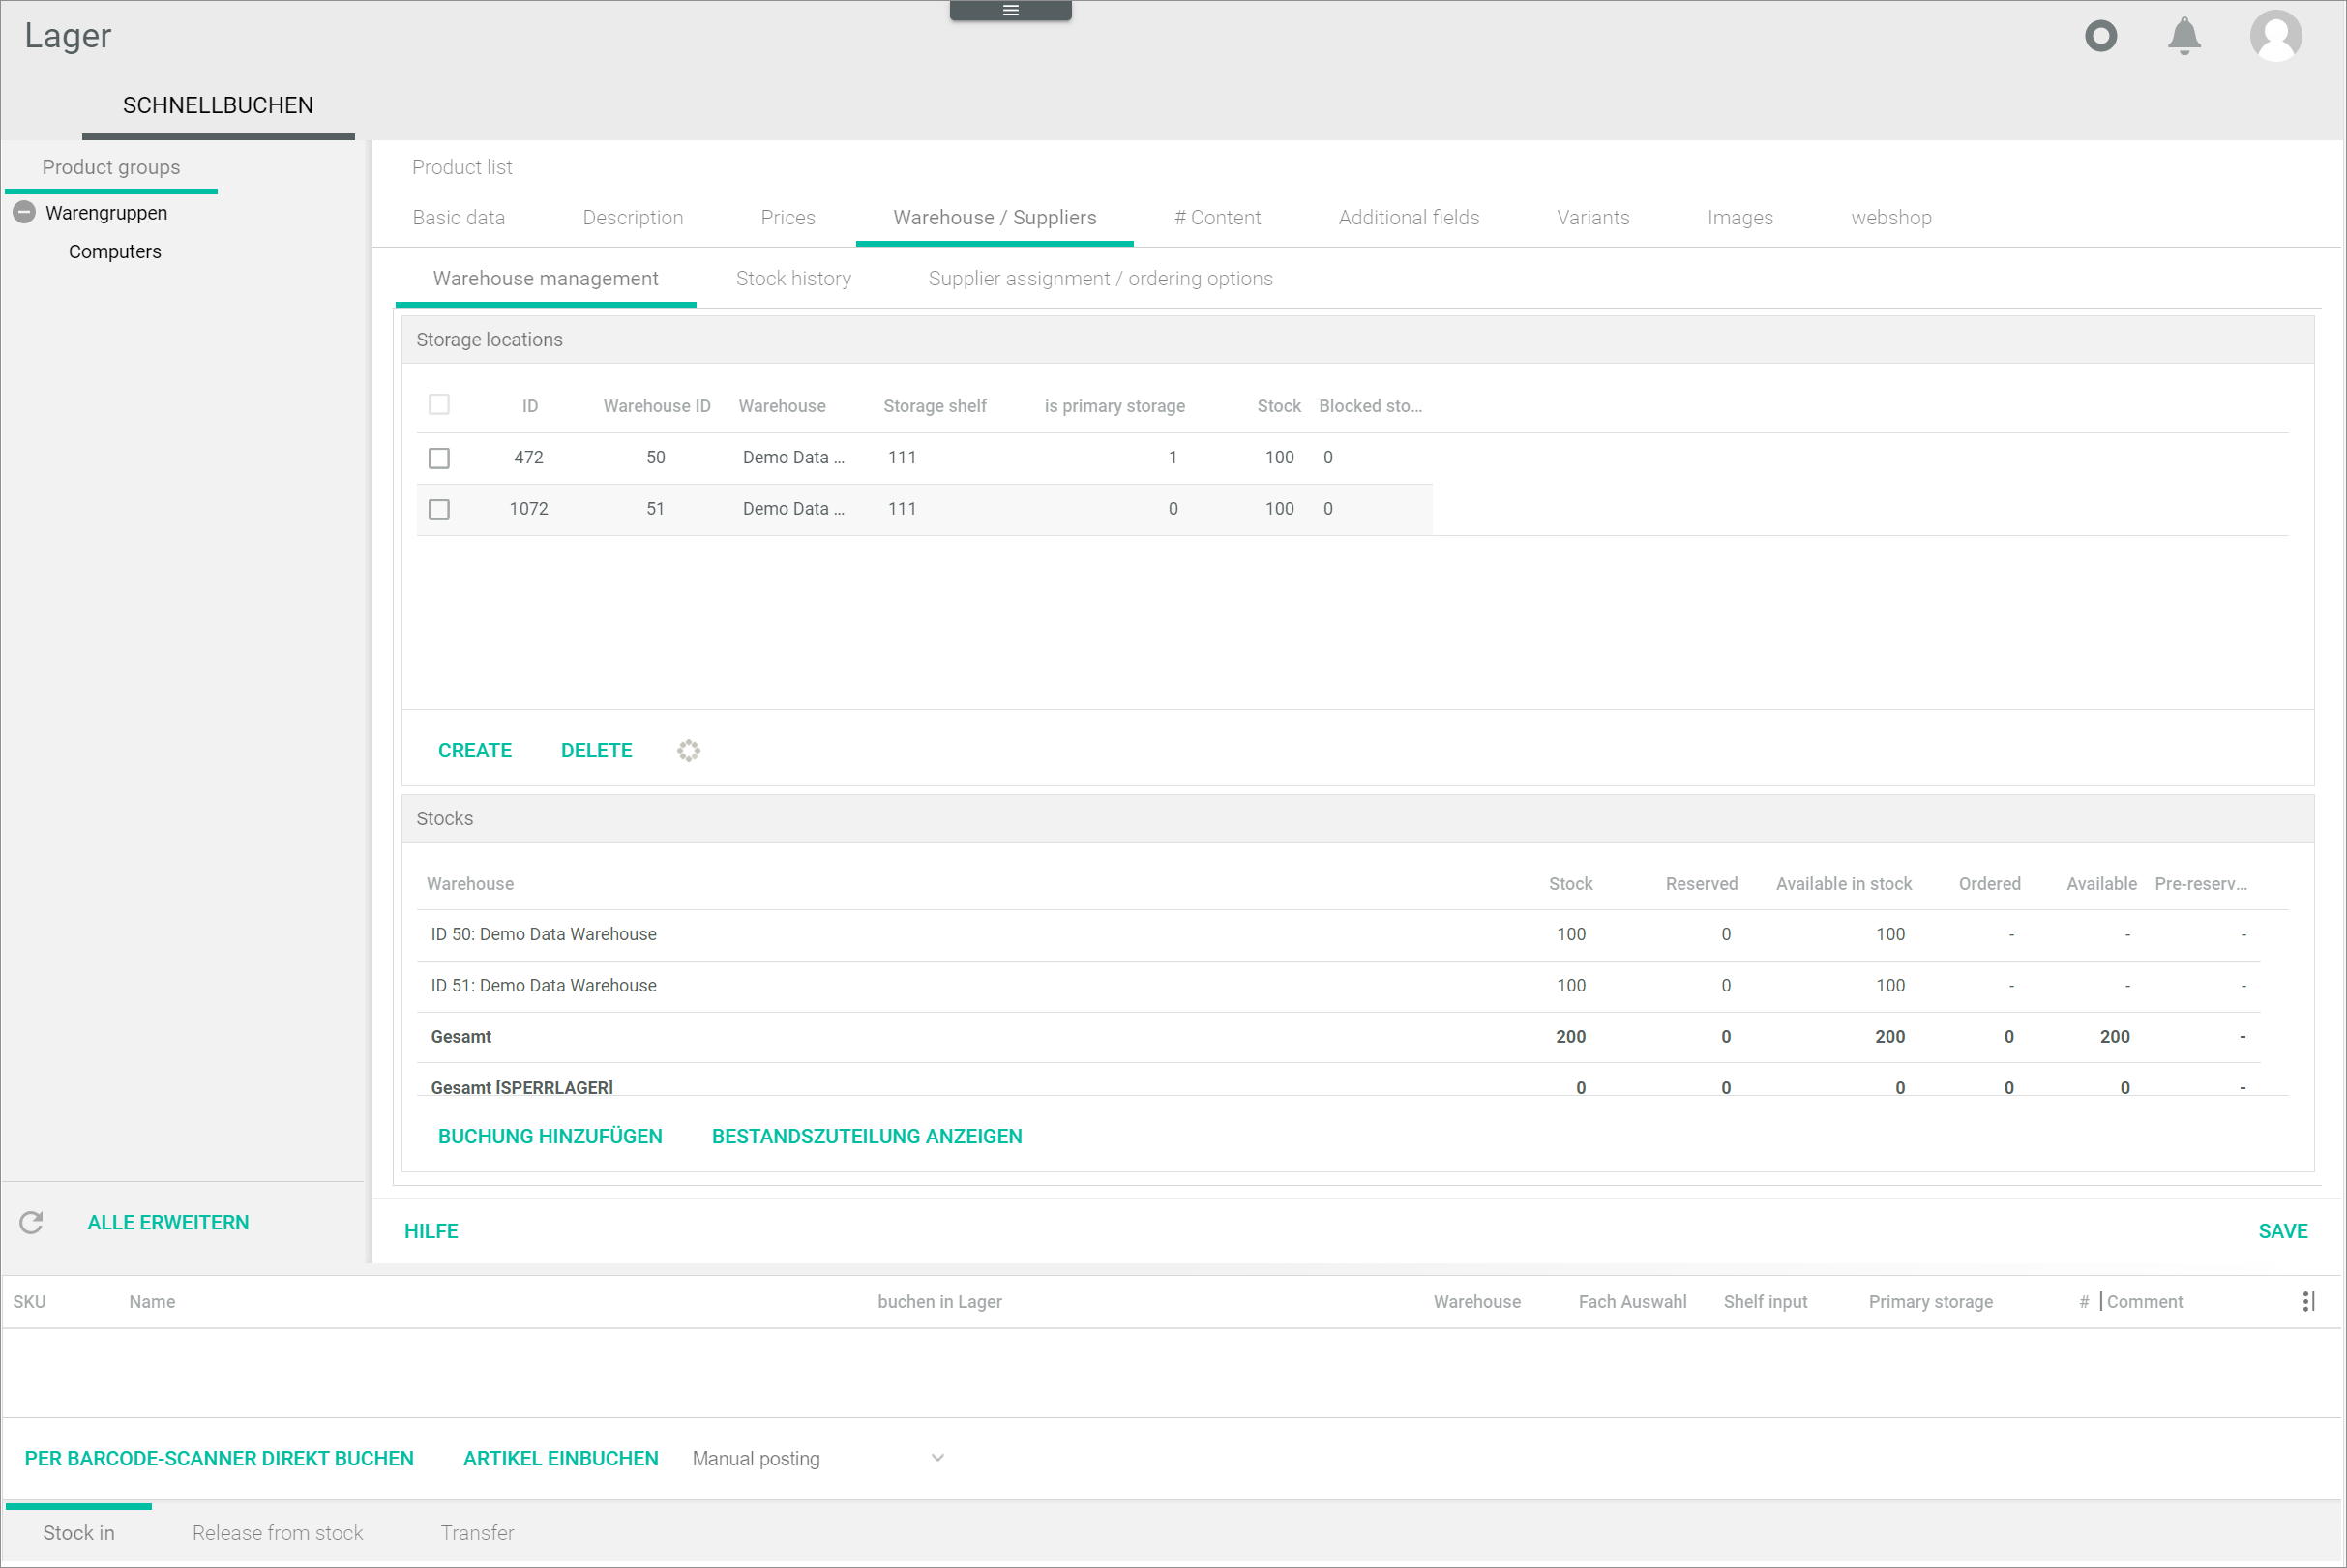 Lager
SCHNELLBUCHEN
Product groups
Warengruppen
Computers
ALLE ERWEITERN
Product list
Basic data Description Prices Warehouse / Suppliers # Content Additional fields Variants Images webshop
Warehouse management Stock history Supplier assignment / ordering options
Storage locations
ID Warehouse ID Warehouse Storage shelf is primary storage Stock Blocked sto...
472 50 Demo Data ... 111 1 100 0
1072 51 Demo Data ... 111 0 100 0
CREATE DELETE
Stocks
Warehouse Stock Reserved Available in stock Ordered Available Pre-reserv...
ID 50: Demo Data Warehouse 100 0 100 - - -
ID 51: Demo Data Warehouse 100 0 100 - - -
Gesamt 200 0 200 0 200 -
Gesamt [SPERRLAGER] 0 0 0 0 0 -
BUCHUNG HINZUFÜGEN BESTANDSZUTEILUNG ANZEIGEN
HILFE SAVE
SKU Name buchen in Lager Warehouse Fach Auswahl Shelf input Primary storage # Comment
PER BARCODE-SCANNER DIREKT BUCHEN ARTIKEL EINBUCHEN Manual posting
Stock in Release from stock Transfer